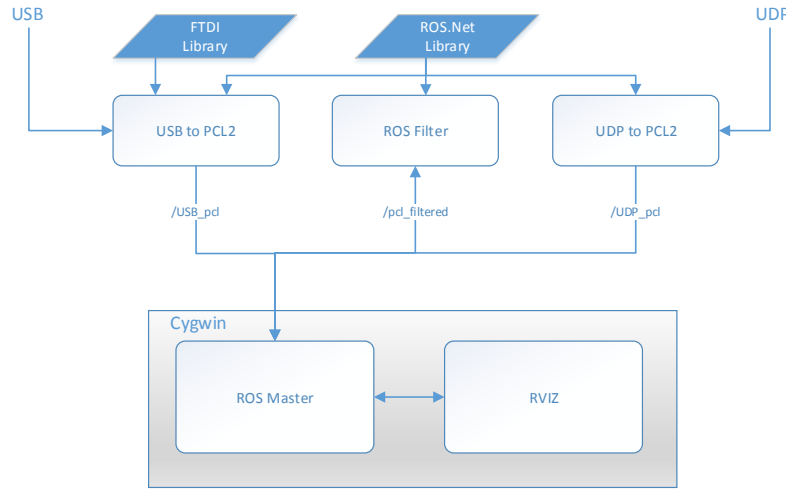 USB
FTDI
Library
ROS.Net
Library
UDP
USB to PCL2
ROS Filter
UDP to PCL2
/USB_pcl
/pcl_filtered
/UDP_pcl
Cygwin
ROS Master
RVIZ